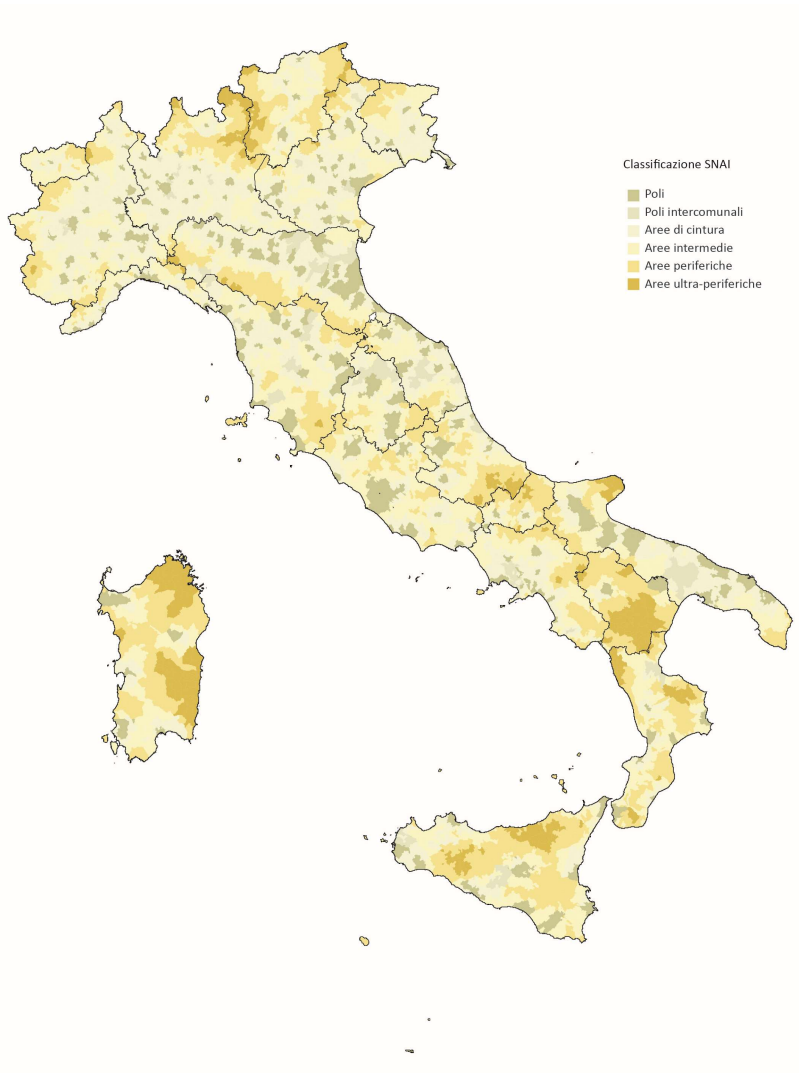 Classificazione SNAI
Poli
Poli intercomunali
Aree di cintura
Aree intermedie
Aree periferiche
Aree ultra-periferiche